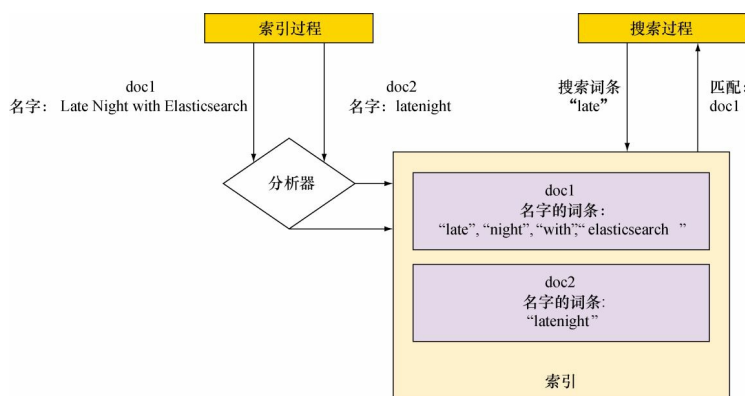 索引过程
搜索过程
doc1
名字: Late Night with Elasticsearch
doc2
名字: latenight
搜索词条
“late”
匹配:
doc1
分析器
doc1
名字的词条:
“late”, “night”, “with”,“ elasticsearch ”
doc2
名字的词条:
“latenight”
索引